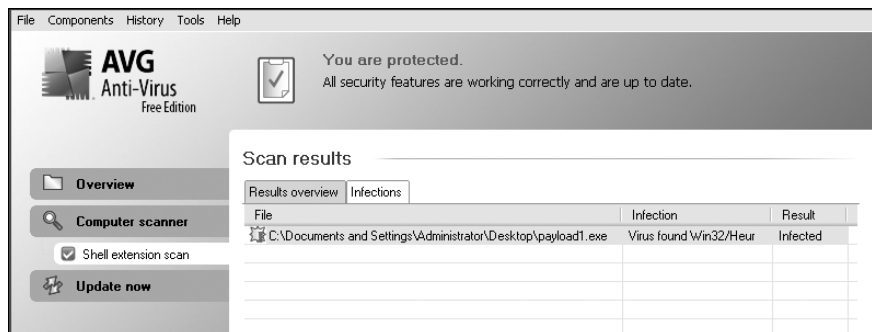 File Components History Tools Help
AVG
Anti-Virus
Free Edition
You are protected.
All security features are working correctly and are up to date.
Scan results
Overview
Computer scanner
Shell extension scan
Update now
Results overview Infections
File Infection Result
C:\Documents and Settings\Administrator\Desktop\payload1.exe Virus found Win32/Heur Infected